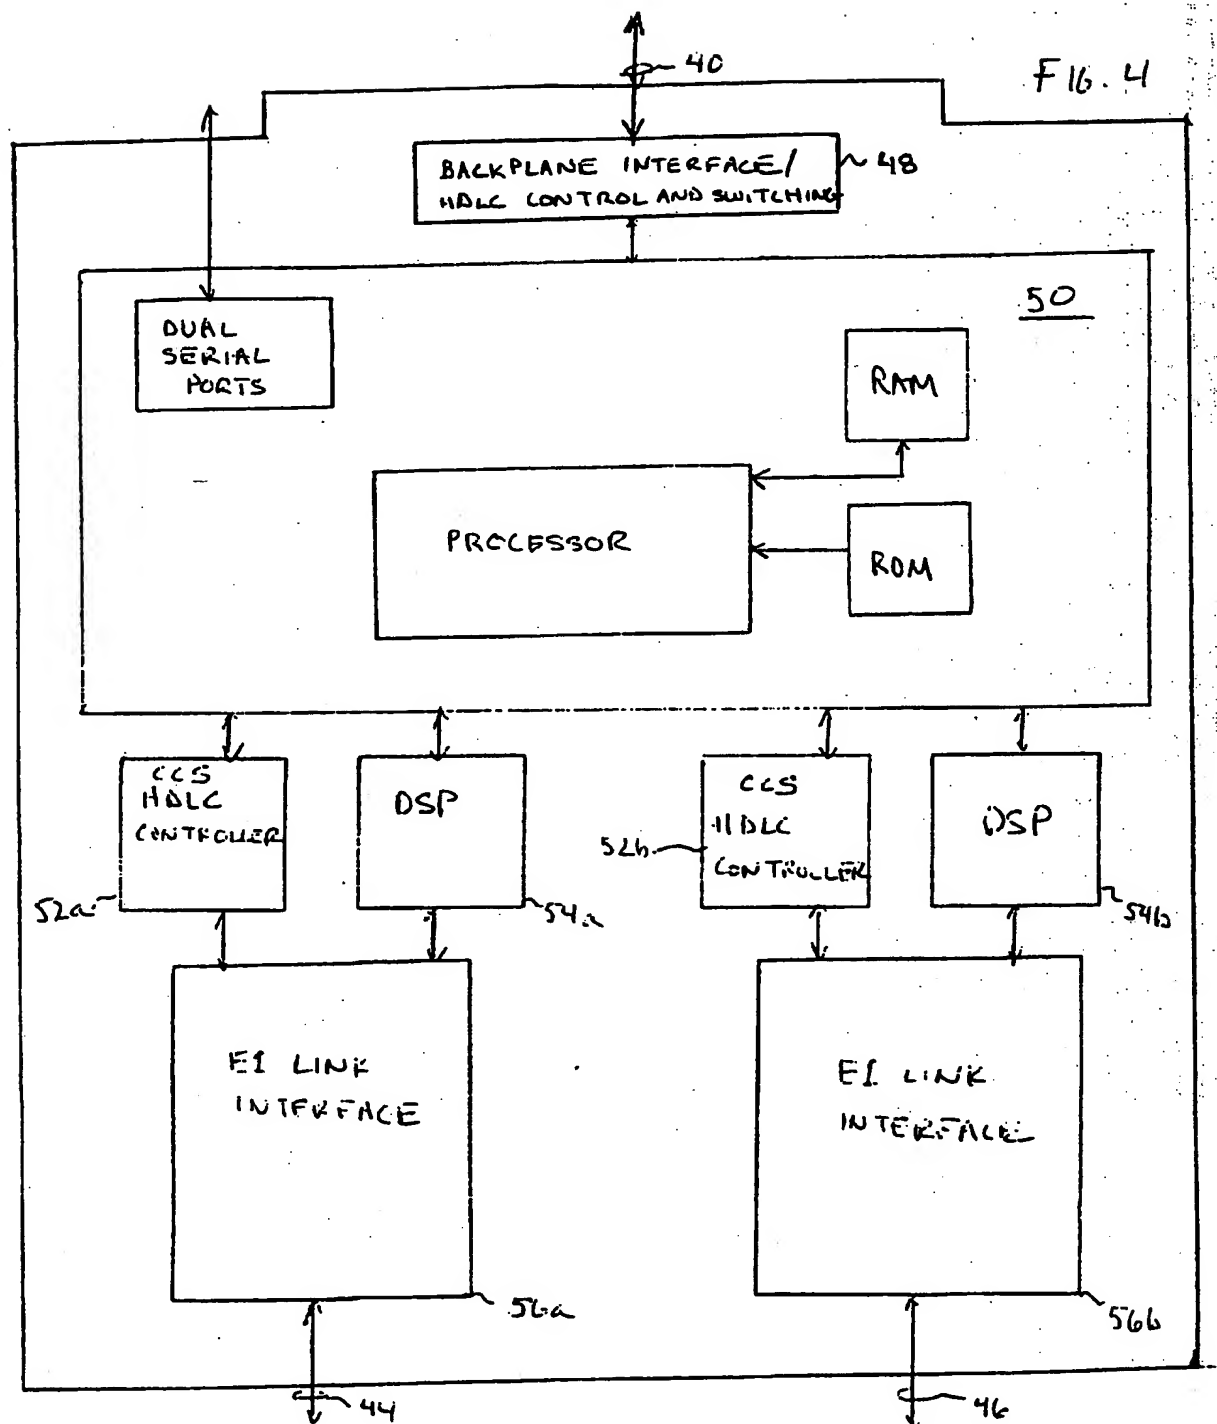 40
FIG. 4
BACKPLANE INTERFACE/
HDLC CONTROL AND SWITCHING
48
50
DUAL
SERIAL
PORTS
RAM
PROCESSOR
ROM
CCS
HDLC
CONTROLLER
52a
DSP
54a
CCS
HDLC
CONTROLLER
52b
DSP
54b
E1 LINK
INTERFACE
56a
E1 LINK
INTERFACE
56b
44
46